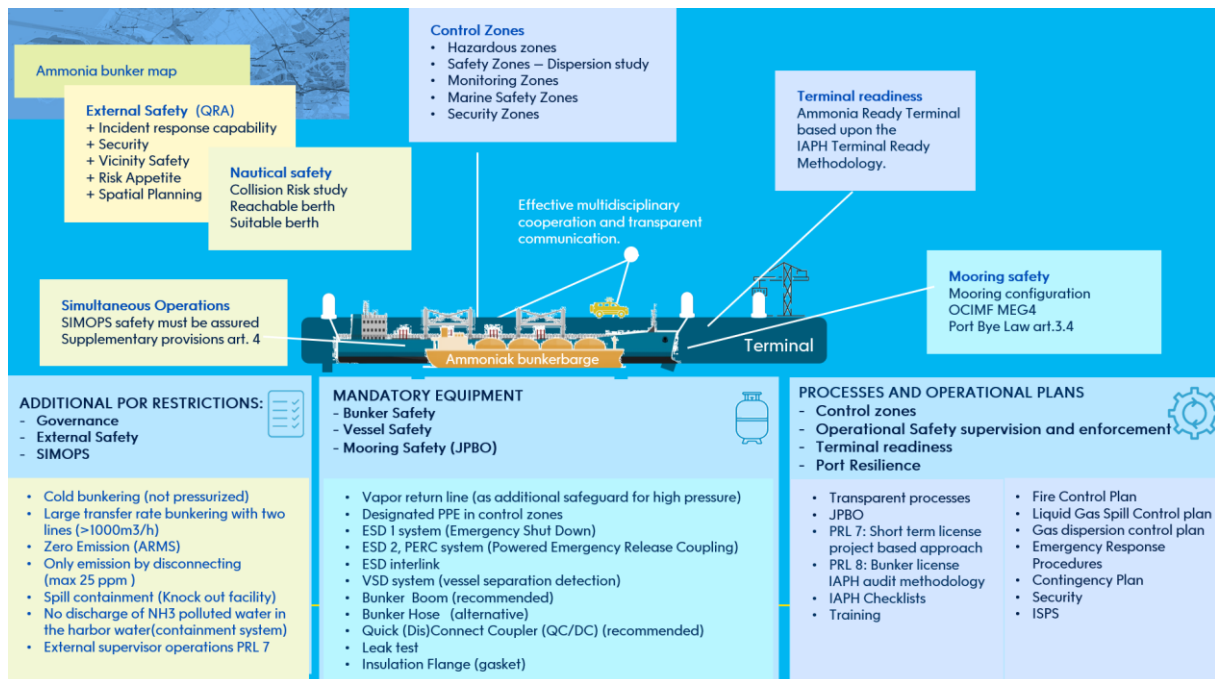 Ammonia bunker map
External Safety (QRA)
+ Incident response capability
+ Security
+ Vicinity Safety
+ Risk Appetite
+ Spatial Planning
Nautical safety
Collision Risk study
Reachable berth
Suitable berth
Control Zones
• Hazardous zones
• Safety Zones – Dispersion study
• Monitoring Zones
• Marine Safety Zones
• Security Zones
Terminal readiness
Ammonia Ready Terminal
based upon the
IAPH Terminal Ready
Methodology.
Effective multidisciplinary
cooperation and transparent
communication.
Simultaneous Operations
SIMOPS safety must be assured
Supplementary provisions art. 4
Mooring safety
Mooring configuration
OCIMF MEG4
Port Bye Law art.3.4
Terminal
Ammoniak bunkerbarge
ADDITIONAL POR RESTRICTIONS:
- Governance
- External Safety
- SIMOPS
• Cold bunkering (not pressurized)
• Large transfer rate bunkering with two
lines (>1000m3/h)
• Zero Emission (ARMS)
• Only emission by disconnecting
(max 25 ppm )
• Spill containment (Knock out facility)
• No discharge of NH3 polluted water in
the harbor water(containment system)
• External supervisor operations PRL 7
MANDATORY EQUIPMENT
- Bunker Safety
- Vessel Safety
- Mooring Safety (JPBO)
• Vapor return line (as additional safeguard for high pressure)
• Designated PPE in control zones
• ESD 1 system (Emergency Shut Down)
• ESD 2, PERC system (Powered Emergency Release Coupling)
• ESD interlink
• VSD system (vessel separation detection)
• Bunker Boom (recommended)
• Bunker Hose (alternative)
• Quick (Dis)Connect Coupler (QC/DC) (recommended)
• Leak test
• Insulation Flange (gasket)
PROCESSES AND OPERATIONAL PLANS
- Control zones
- Operational Safety supervision and enforcement
- Terminal readiness
- Port Resilience
• Transparent processes
• JPBO
• PRL 7: Short term license
project based approach
• PRL 8: Bunker license
IAPH audit methodology
• IAPH Checklists
• Training
• Fire Control Plan
• Liquid Gas Spill Control plan
• Gas dispersion control plan
• Emergency Response
Procedures
• Contingency Plan
• Security
• ISPS